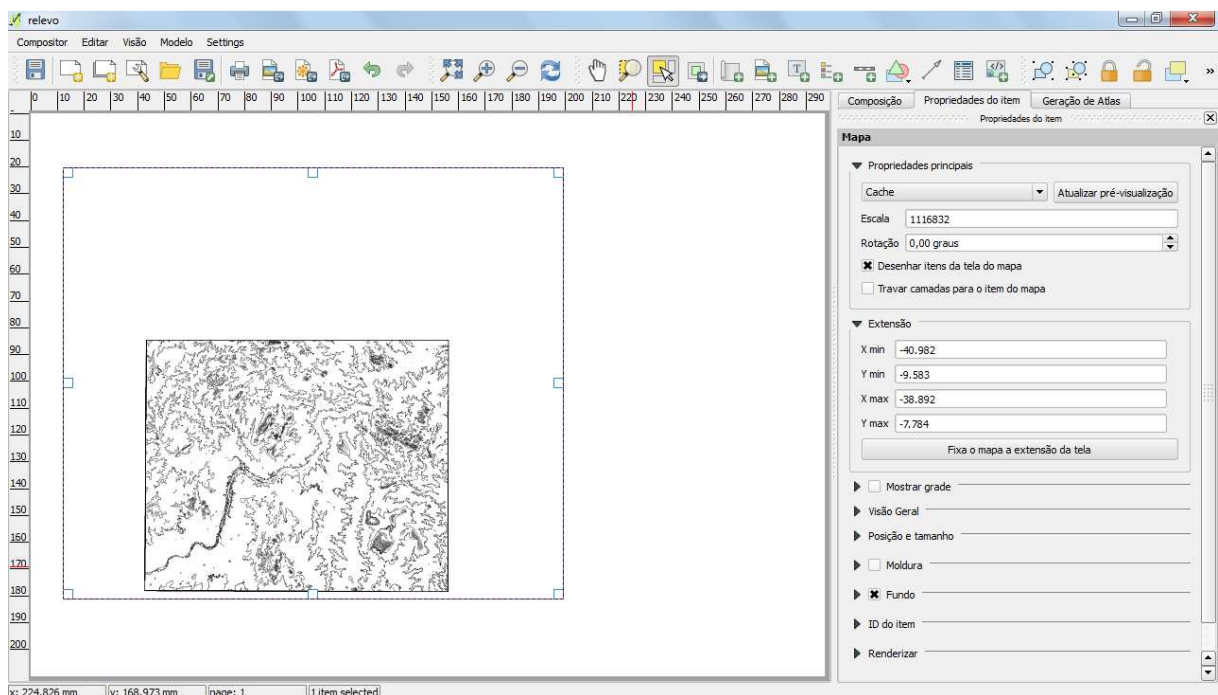 relevo
Compositor Editar Visão Modelo Settings
0 10 20 30 40 50 60 70 80 90 100 110 120 130 140 150 160 170 180 190 200 210 220 230 240 250 260 270 280 290
10
20
30
40
50
60
70
80
90
100
110
120
130
140
150
160
170
180
190
200
Composição Propriedades do item Geração de Atlas
Propriedades do item
Mapa
Propriedades principais
Cache Atualizar pré-visualização
Escala 1116832
Rotação 0,00 graus
Desenhar itens da tela do mapa
Travar camadas para o item do mapa
Extensão
X min -40.982
Y min -9.583
X max -38.892
Y max -7.784
Fixa o mapa a extensão da tela
Mostrar grade
Visão Geral
Posição e tamanho
Moldura
Fundo
ID do item
Renderizar
x: 224.826 mm y: 168.973 mm page: 1 1 item selected